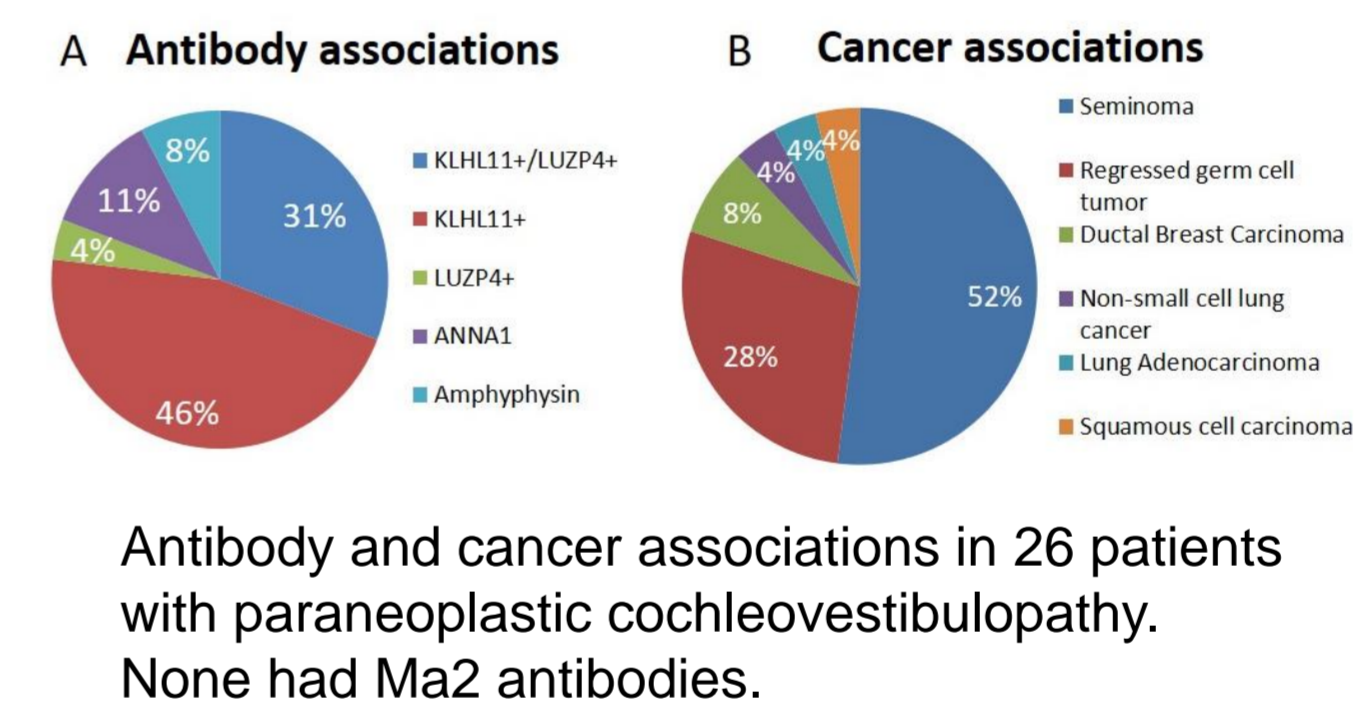 A Antibody associations
8%
11%
4%
31%
46%
KLHL11+/LUZP4+
KLHL11+
LUZP4+
ANNA1
Amphyphysin
B Cancer associations
4%
4%
4%
8%
28%
52%
Seminoma
Regressed germ cell
tumor
Ductal Breast Carcinoma
Non-small cell lung
cancer
Lung Adenocarcinoma
Squamous cell carcinoma
Antibody and cancer associations in 26 patients
with paraneoplastic cochleovestibulopathy.
None had Ma2 antibodies.